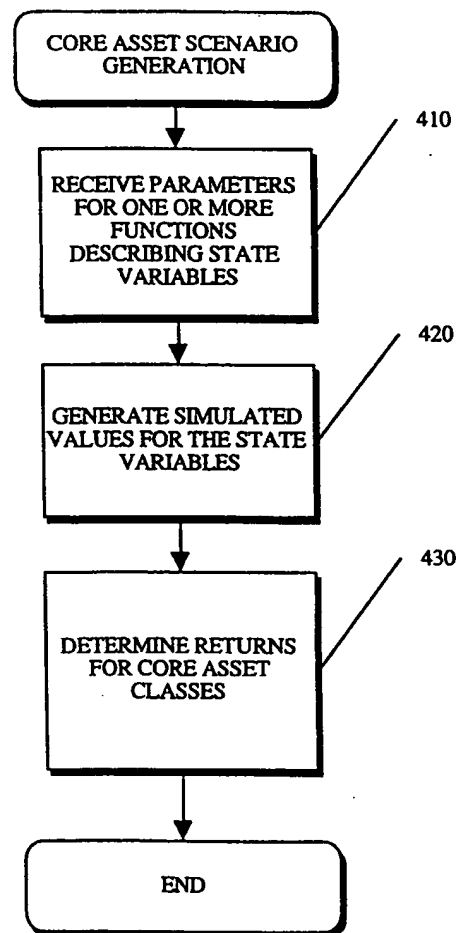 CORE ASSET SCENARIO
GENERATION
410
RECEIVE PARAMETERS
FOR ONE OR MORE
FUNCTIONS
DESCRIBING STATE
VARIABLES
420
GENERATE SIMULATED
VALUES FOR THE STATE
VARIABLES
430
DETERMINE RETURNS
FOR CORE ASSET
CLASSES
END